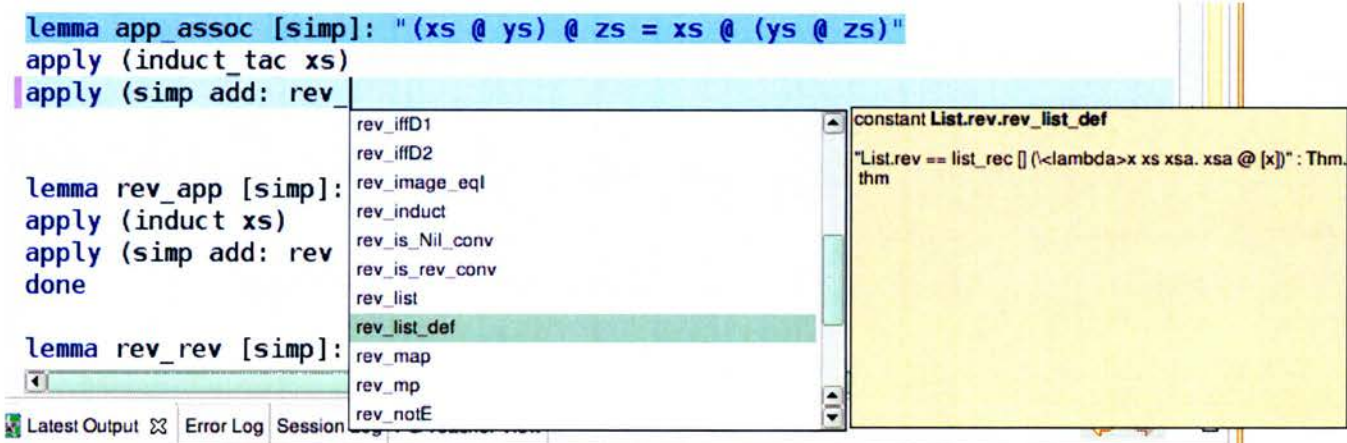 lemma app_assoc [simp]: "(xs @ ys) @ zs = xs @ (ys @ zs)"
apply (induct_tac xs)
apply (simp add: rev_
rev_iffD1
rev_iffD2
rev_image_eqI
rev_induct
rev_is_Nil_conv
rev_is_rev_conv
rev_list
rev_list_def
rev_map
rev_mp
rev_notE
constant List.rev.rev_list_def
"List.rev == list_rec [] (\<lambda>x xs xsa. xsa @ [x])" : Thm.
thm
lemma rev_app [simp]:
apply (induct xs)
apply (simp add: rev
done
lemma rev_rev [simp]:
Latest Output Error Log Session